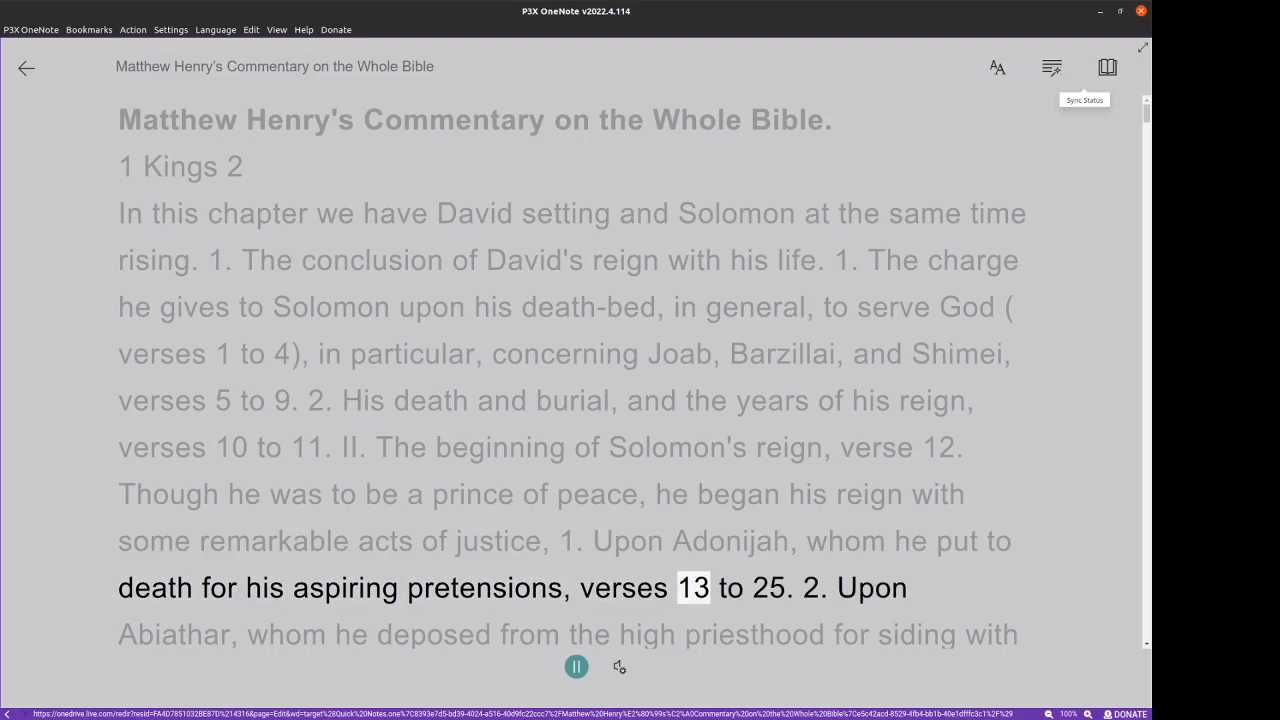 P3X OneNote v2022.4.114
P3X OneNote Bookmarks Action Settings Language Edit View Help Donate
Matthew Henry's Commentary on the Whole Bible
Sync Status
Matthew Henry's Commentary on the Whole Bible.
1 Kings 2
In this chapter we have David setting and Solomon at the same time
rising. 1. The conclusion of David's reign with his life. 1. The charge
he gives to Solomon upon his death-bed, in general, to serve God (
verses 1 to 4), in particular, concerning Joab, Barzillai, and Shimei,
verses 5 to 9. 2. His death and burial, and the years of his reign,
verses 10 to 11. II. The beginning of Solomon's reign, verse 12.
Though he was to be a prince of peace, he began his reign with
some remarkable acts of justice, 1. Upon Adonijah, whom he put to
death for his aspiring pretensions, verses 13 to 25. 2. Upon
Abiathar, whom he deposed from the high priesthood for siding with
100% DONATE